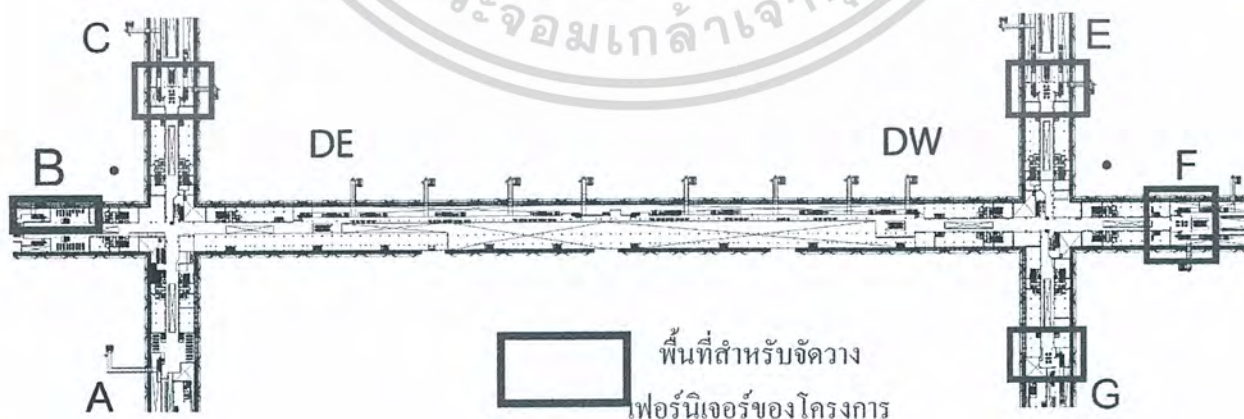 ระจอมเกล้าเจ้า
C
E
DE
DW
B
F
พื้นที่สำหรับจัดวาง
เฟอร์นิเจอร์ของโครงการ
A
G